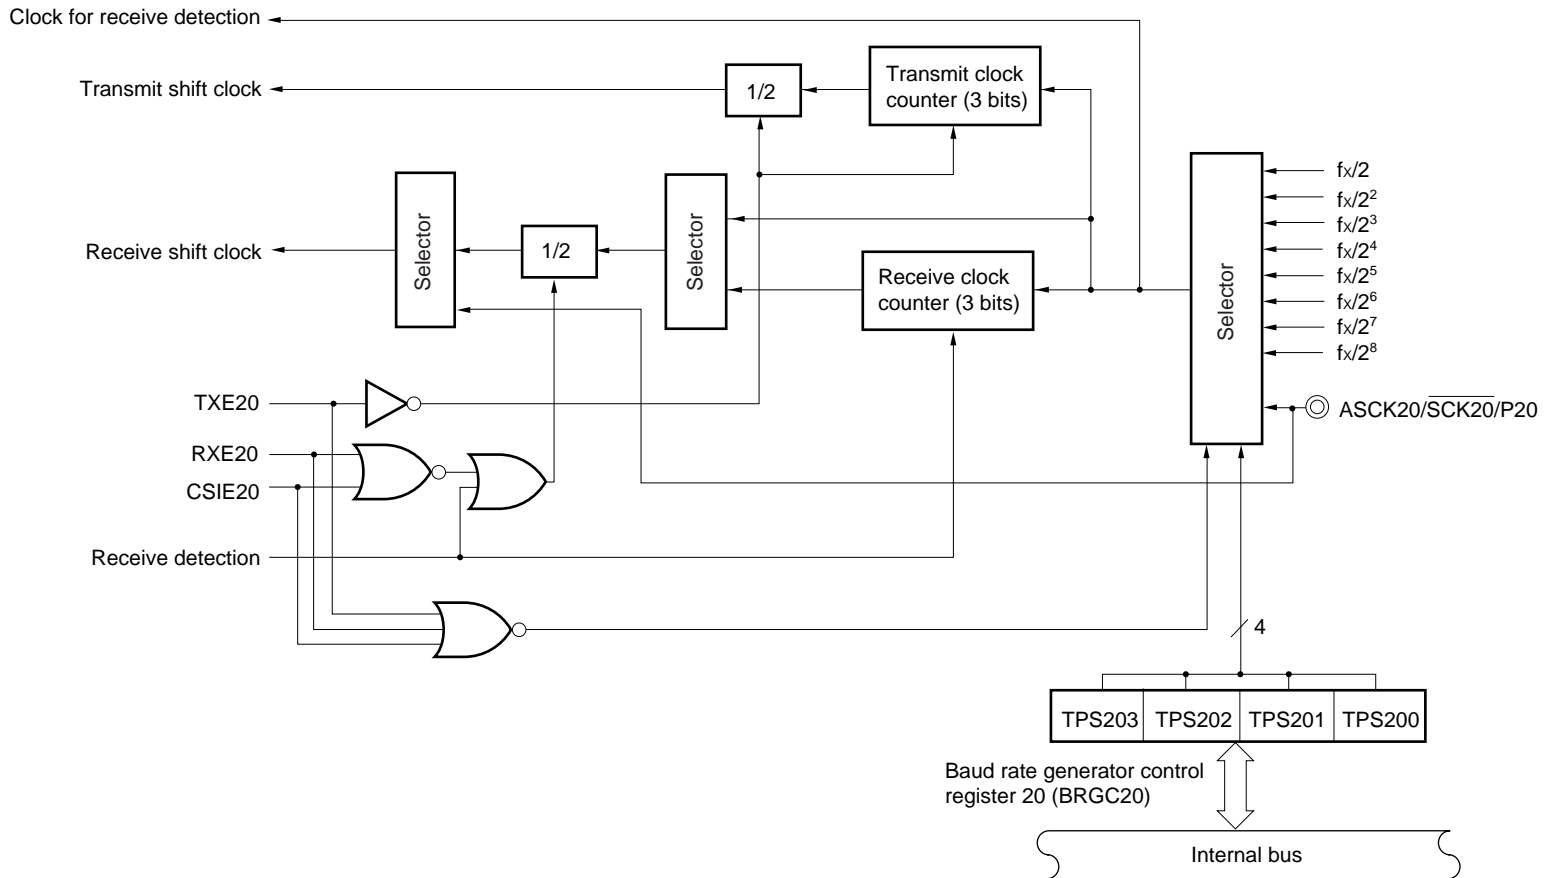 Clock for receive detection
Transmit shift clock
1/2
Transmit clock
counter (3 bits)
Receive shift clock
Selector
1/2
Selector
Receive clock
counter (3 bits)
Selector
fx/2
fx/2²
fx/2³
fx/2⁴
fx/2⁵
fx/2⁶
fx/2⁷
fx/2⁸
ASCK20/S̅C̅K̅2̅0̅/P20
TXE20
RXE20
CSIE20
Receive detection
4
TPS203 TPS202 TPS201 TPS200
Baud rate generator control
register 20 (BRGC20)
Internal bus